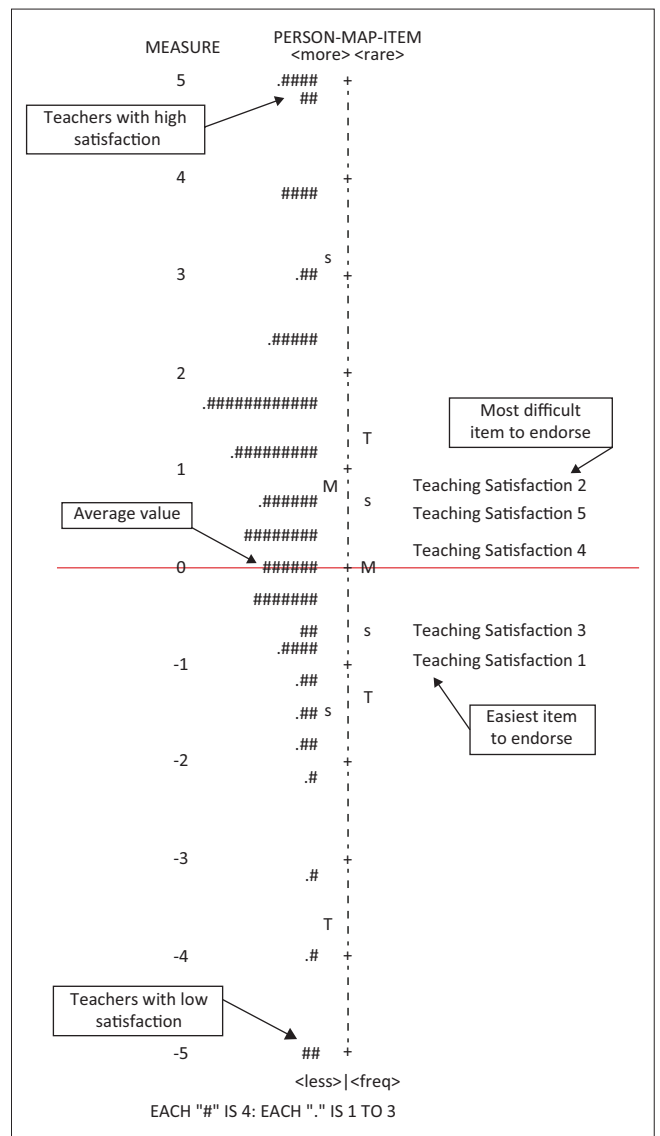 PERSON-MAP-ITEM
MEASURE <more> <rare>
5 .#### +
Teachers with high
satisfaction
##
4 +
####
s
3 .## +
.#####
2 +
.############
T
Most difficult
item to endorse
.#########
1 +
M Teaching Satisfaction 2
.###### s
Teaching Satisfaction 5
Average value
########
Teaching Satisfaction 4
0 ###### + M
#######
## s Teaching Satisfaction 3
.####
-1 + Teaching Satisfaction 1
.##
T
.## s
Easiest item
to endorse
.##
-2 +
.#
-3 +
.#
T
-4 .# +
Teachers with low
satisfaction
-5 ## +
<less>|<freq>
EACH "#" IS 4: EACH "." IS 1 TO 3